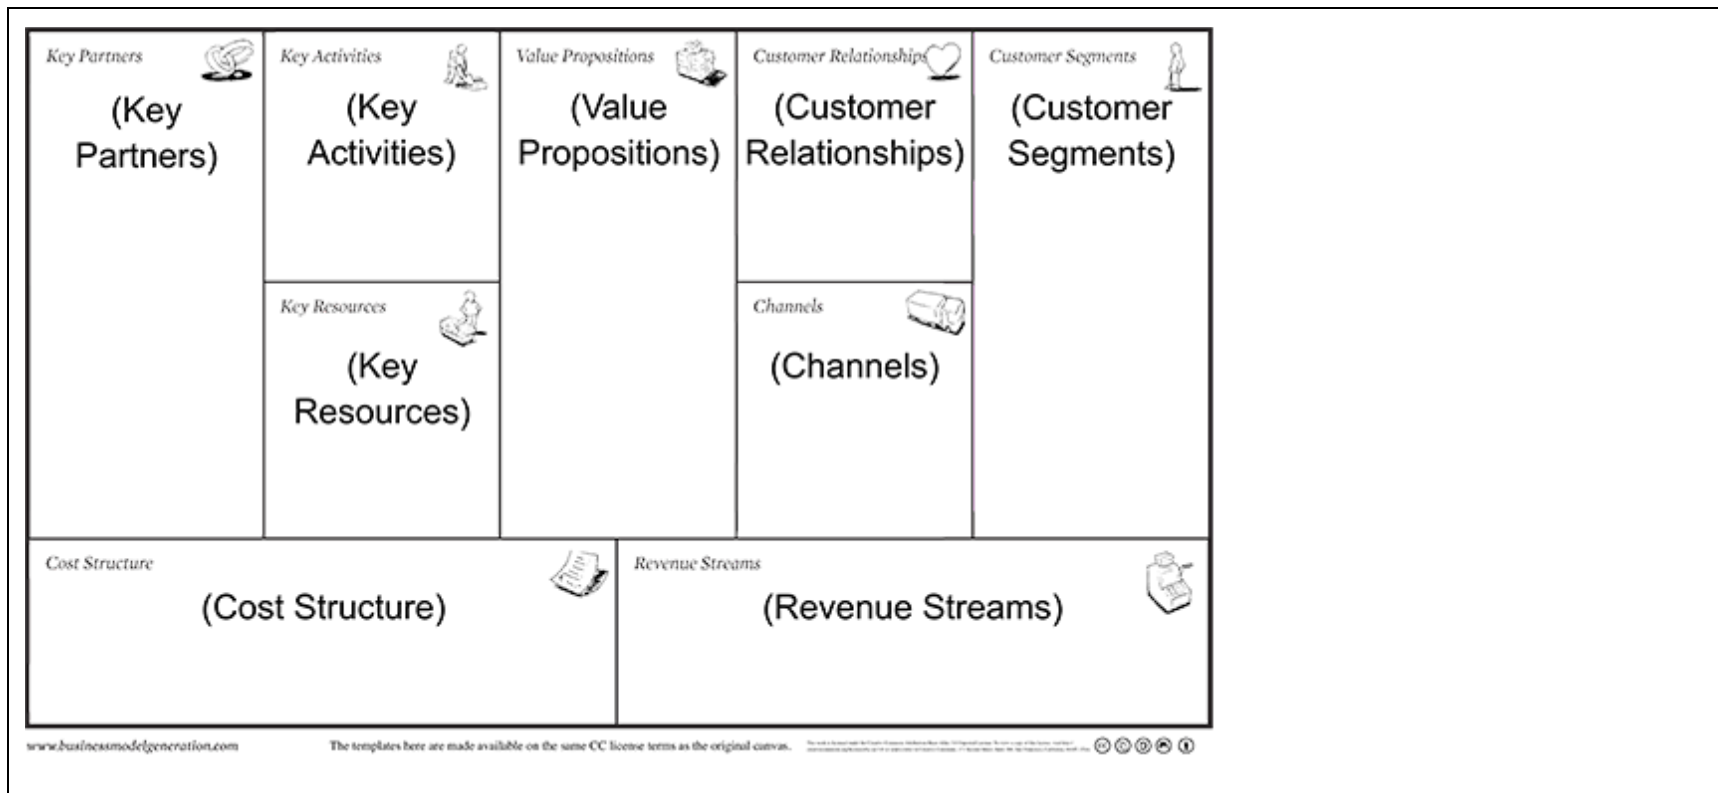 Key Partners
(Key
Partners)
Key Activities
(Key
Activities)
Key Resources
(Key
Resources)
Value Propositions
(Value
Propositions)
Customer Relationships
(Customer
Relationships)
Channels
(Channels)
Customer Segments
(Customer
Segments)
Cost Structure
(Cost Structure)
Revenue Streams
(Revenue Streams)
www.businessmodelgeneration.com
The templates here are made available on the same CC license terms as the original canvas.